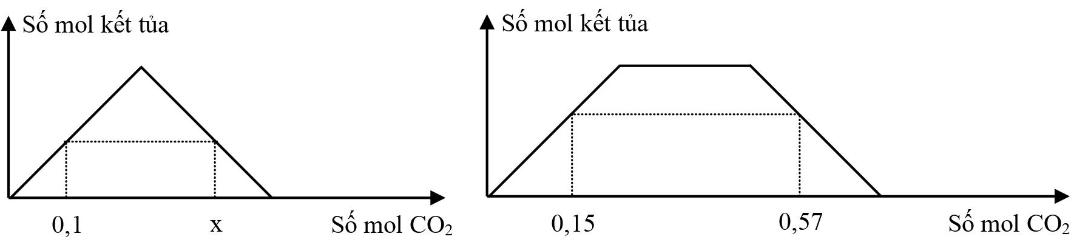 Số mol kết tủa
0,1
x
Số mol CO₂
Số mol kết tủa
0,15
0,57
Số mol CO₂